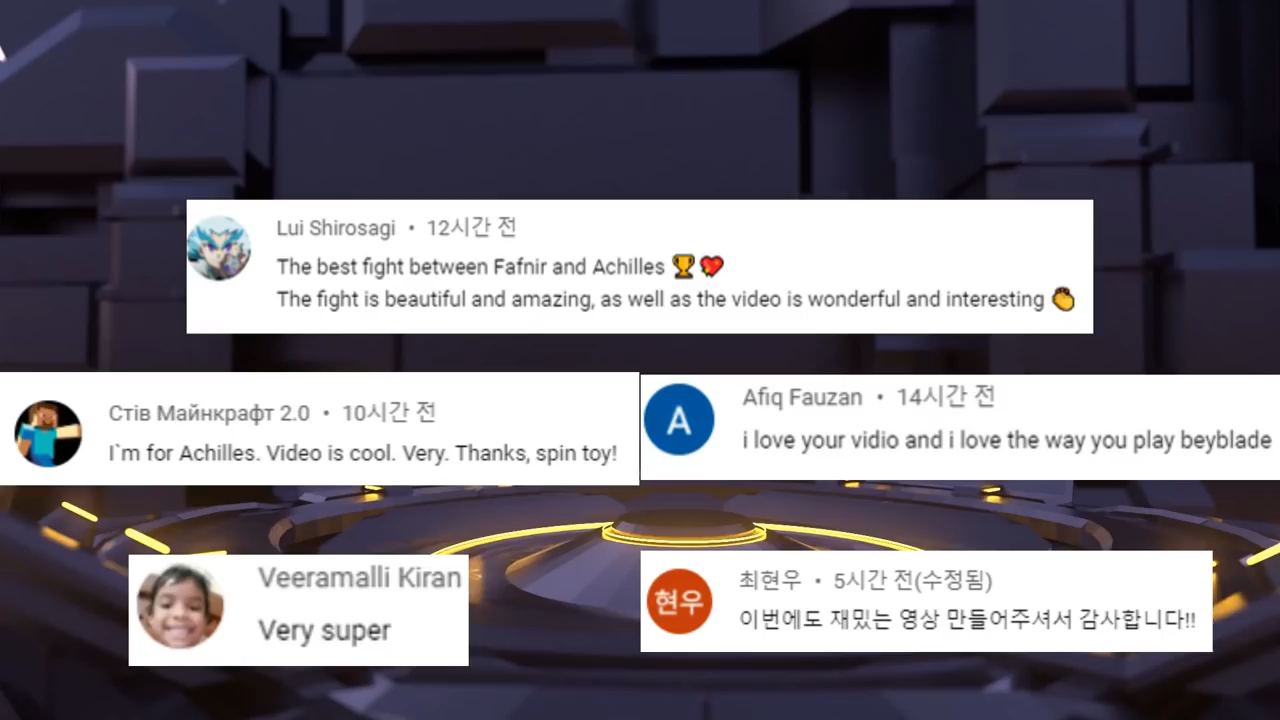 Lui Shirosagi • 12시간 전
The best fight between Fafnir and Achilles 🏆💘
The fight is beautiful and amazing, as well as the video is wonderful and interesting 👏
Стів Майнкрафт 2.0 • 10시간 전
I`m for Achilles. Video is cool. Very. Thanks, spin toy!
A
Afiq Fauzan • 14시간 전
i love your vidio and i love the way you play beyblade
Veeramalli Kiran
Very super
현우
최현우 • 5시간 전(수정됨)
이번에도 재밌는 영상 만들어주셔서 감사합니다!!